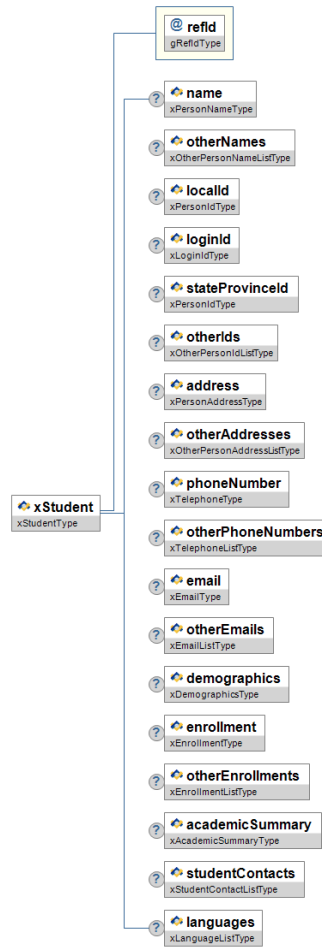 @ refId
gRefIdType
? name
xPersonNameType
? otherNames
xOtherPersonNameListType
? localId
xPersonIdType
? loginId
xLoginIdType
? stateProvinceId
xPersonIdType
? otherIds
xOtherPersonIdListType
? address
xPersonAddressType
? otherAddresses
xOtherPersonAddressListType
? phoneNumber
xTelephoneType
xStudent
xStudentType
? otherPhoneNumbers
xTelephoneListType
? email
xEmailType
? otherEmails
xEmailListType
? demographics
xDemographicsType
? enrollment
xEnrollmentType
? otherEnrollments
xEnrollmentListType
? academicSummary
xAcademicSummaryType
? studentContacts
xStudentContactListType
? languages
xLanguageListType